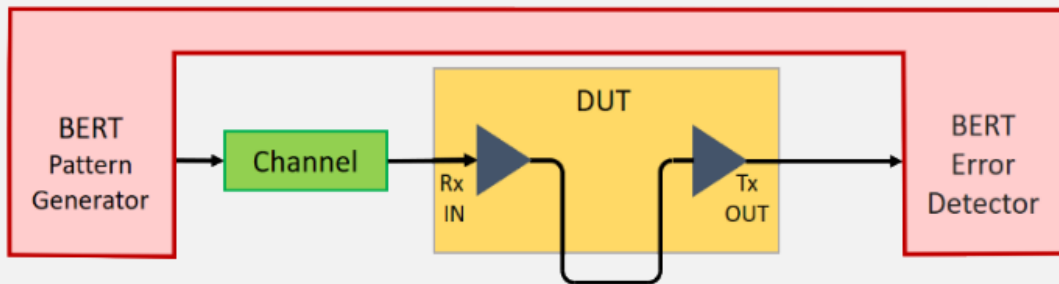 BERT
Pattern
Generator
Channel
DUT
Rx
IN
Tx
OUT
BERT
Error
Detector